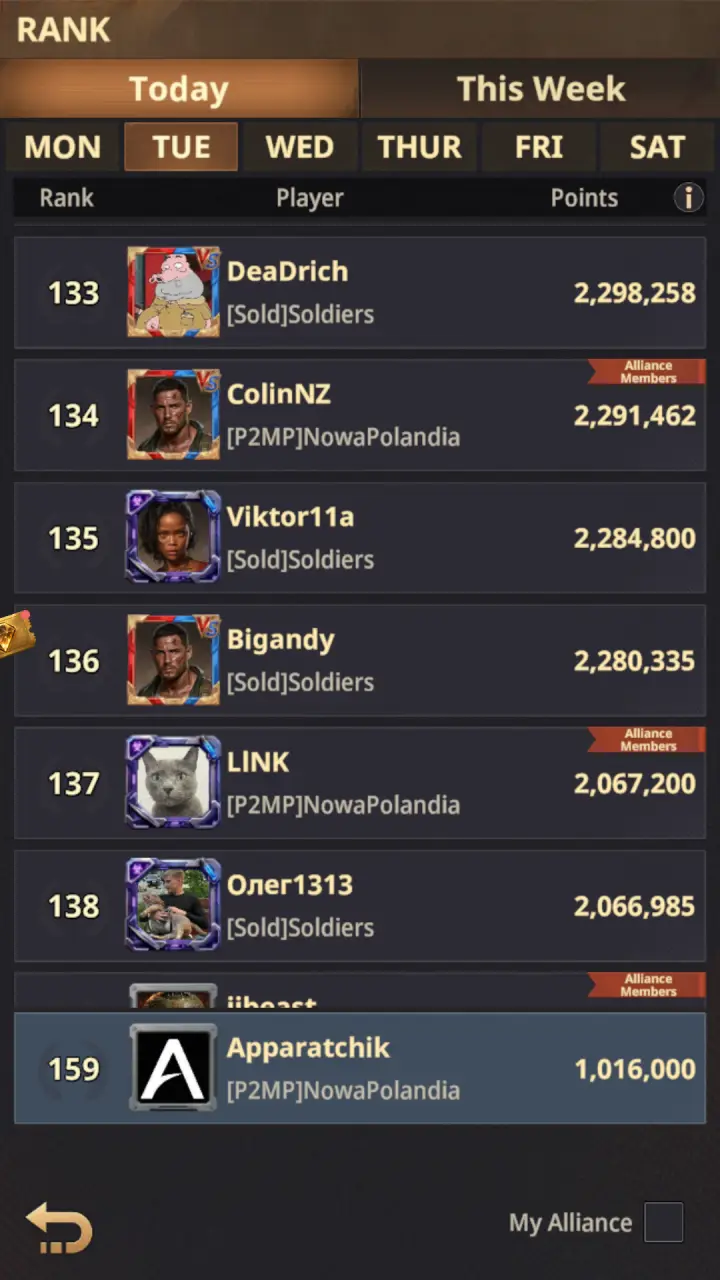 RANK
Today This Week
MON TUE WED THUR FRI SAT
Rank Player Points
133 DeaDrich 2,298,258
[Sold]Soldiers
Alliance Members
134 ColinNZ 2,291,462
[P2MP]NowaPolandia
135 Viktor11a 2,284,800
[Sold]Soldiers
136 Bigandy 2,280,335
[Sold]Soldiers
Alliance Members
137 LlNK 2,067,200
[P2MP]NowaPolandia
138 Олег1313 2,066,985
[Sold]Soldiers
Alliance Members
159 Apparatchik 1,016,000
[P2MP]NowaPolandia
My Alliance